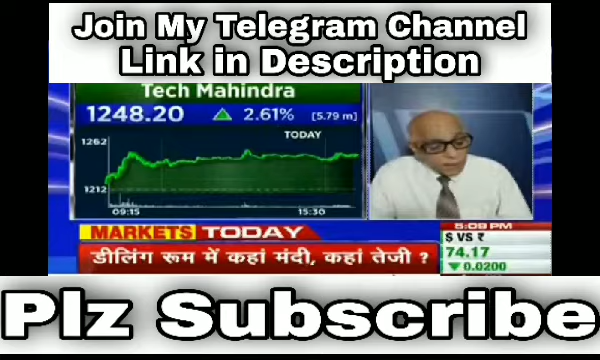 Join My Telegram Channel
Link in Description
Tech Mahindra
1248.20 ▲ 2.61% [5.79 m]
TODAY
1262
1212
09:15 15:30
MARKETS TODAY
5:09 PM
$ VS ₹
74.17
▼ 0.0200
डीलिंग रूम में कहां मंदी, कहां तेजी ?
Plz Subscribe